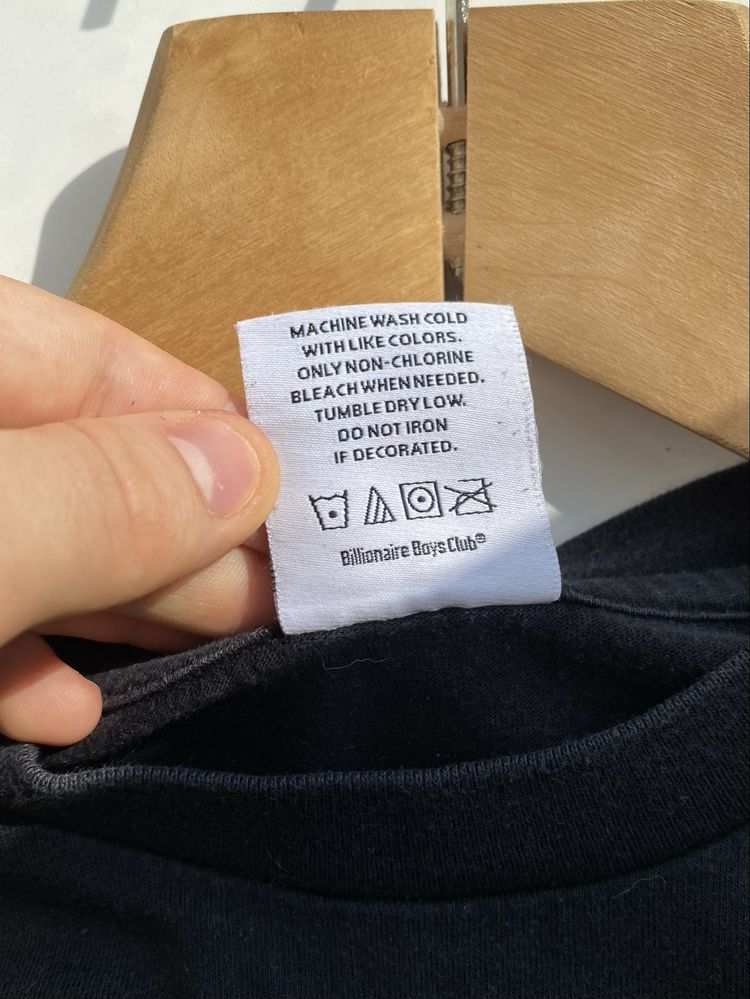 MACHINE WASH COLD
WITH LIKE COLORS.
ONLY NON-CHLORINE
BLEACH WHEN NEEDED.
TUMBLE DRY LOW.
DO NOT IRON
IF DECORATED.
Billionaire Boys Club®